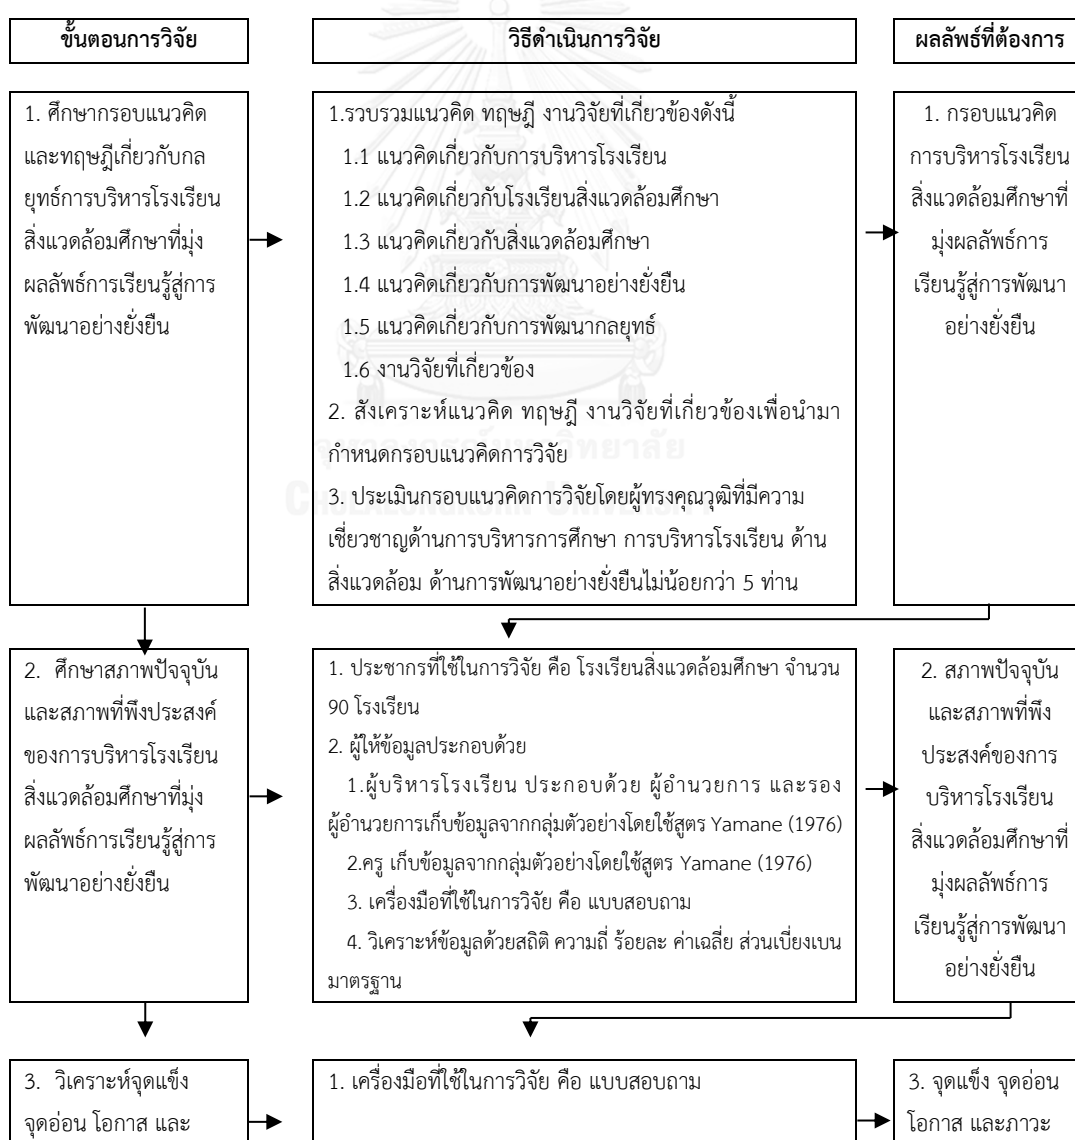 ขั้นตอนการวิจัย
วิธีดำเนินการวิจัย
ผลลัพธ์ที่ต้องการ
1. ศึกษากรอบแนวคิด
และทฤษฎีเกี่ยวกับกล
ยุทธ์การบริหารโรงเรียน
สิ่งแวดล้อมศึกษาที่มุ่ง
ผลลัพธ์การเรียนรู้สู่การ
พัฒนาอย่างยั่งยืน
1.รวบรวมแนวคิด ทฤษฎี งานวิจัยที่เกี่ยวข้องดังนี้
1.1 แนวคิดเกี่ยวกับการบริหารโรงเรียน
1.2 แนวคิดเกี่ยวกับโรงเรียนสิ่งแวดล้อมศึกษา
1.3 แนวคิดเกี่ยวกับสิ่งแวดล้อมศึกษา
1.4 แนวคิดเกี่ยวกับการพัฒนาอย่างยั่งยืน
1.5 แนวคิดเกี่ยวกับการพัฒนากลยุทธ์
1.6 งานวิจัยที่เกี่ยวข้อง
2. สังเคราะห์แนวคิด ทฤษฎี งานวิจัยที่เกี่ยวข้องเพื่อนำมา
กำหนดกรอบแนวคิดการวิจัย
3. ประเมินกรอบแนวคิดการวิจัยโดยผู้ทรงคุณวุฒิที่มีความ
เชี่ยวชาญด้านการบริหารการศึกษา การบริหารโรงเรียน ด้าน
สิ่งแวดล้อม ด้านการพัฒนาอย่างยั่งยืนไม่น้อยกว่า 5 ท่าน
1. กรอบแนวคิด
การบริหารโรงเรียน
สิ่งแวดล้อมศึกษาที่
มุ่งผลลัพธ์การ
เรียนรู้สู่การพัฒนา
อย่างยั่งยืน
2. ศึกษาสภาพปัจจุบัน
และสภาพที่พึงประสงค์
ของการบริหารโรงเรียน
สิ่งแวดล้อมศึกษาที่มุ่ง
ผลลัพธ์การเรียนรู้สู่การ
พัฒนาอย่างยั่งยืน
1. ประชากรที่ใช้ในการวิจัย คือ โรงเรียนสิ่งแวดล้อมศึกษา จำนวน
90 โรงเรียน
2. ผู้ให้ข้อมูลประกอบด้วย
1.ผู้บริหารโรงเรียน ประกอบด้วย ผู้อำนวยการ และรอง
ผู้อำนวยการเก็บข้อมูลจากกลุ่มตัวอย่างโดยใช้สูตร Yamane (1976)
2.ครู เก็บข้อมูลจากกลุ่มตัวอย่างโดยใช้สูตร Yamane (1976)
3. เครื่องมือที่ใช้ในการวิจัย คือ แบบสอบถาม
4. วิเคราะห์ข้อมูลด้วยสถิติ ความถี่ ร้อยละ ค่าเฉลี่ย ส่วนเบี่ยงเบน
มาตรฐาน
2. สภาพปัจจุบัน
และสภาพที่พึง
ประสงค์ของการ
บริหารโรงเรียน
สิ่งแวดล้อมศึกษาที่
มุ่งผลลัพธ์การ
เรียนรู้สู่การพัฒนา
อย่างยั่งยืน
3. วิเคราะห์จุดแข็ง
จุดอ่อน โอกาส และ
1. เครื่องมือที่ใช้ในการวิจัย คือ แบบสอบถาม
3. จุดแข็ง จุดอ่อน
โอกาส และภาวะ